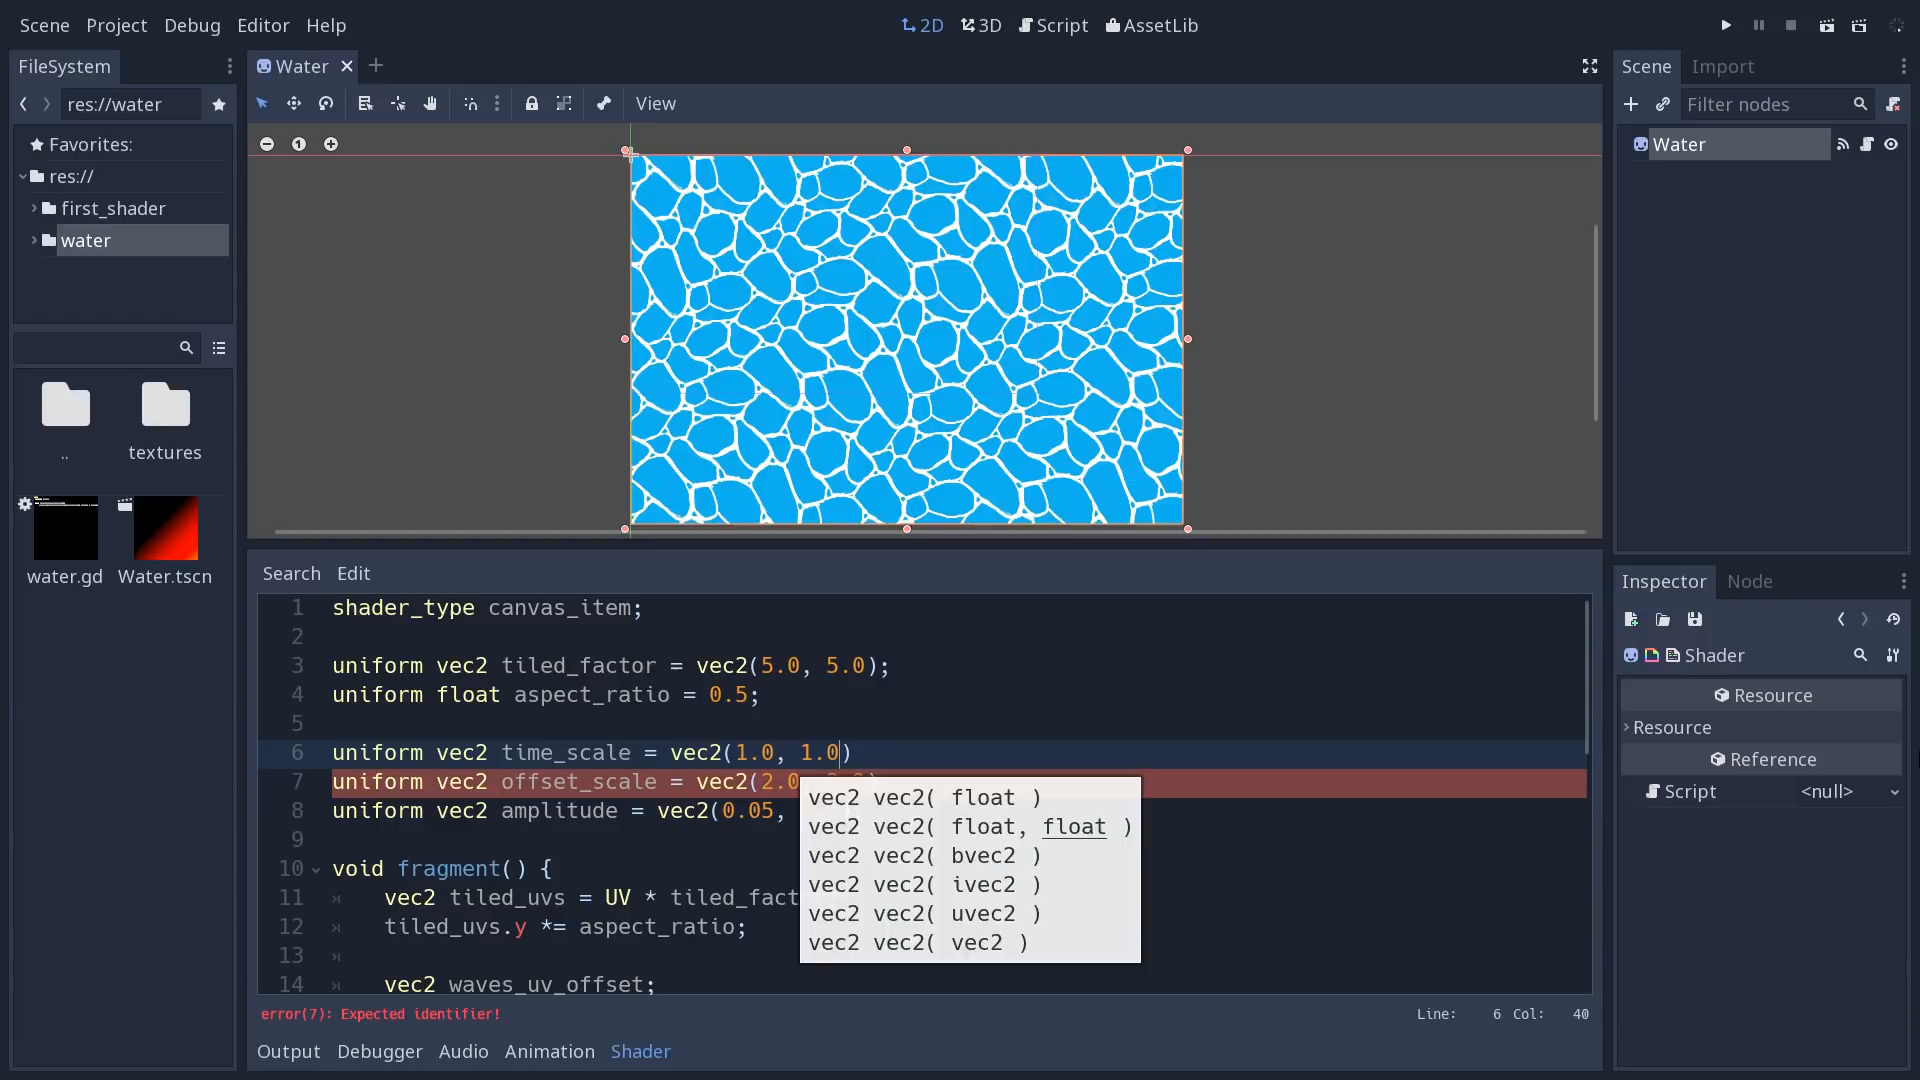 Scene Project Debug Editor Help
2D 3D Script AssetLib
FileSystem
Water
Scene Import
res://water
View
Filter nodes
Favorites:
res://
first_shader
water
1
Water
..
textures
water.gd
Water.tscn
Search Edit
1 shader_type canvas_item;
2
3 uniform vec2 tiled_factor = vec2(5.0, 5.0);
4 uniform float aspect_ratio = 0.5;
5
6 uniform vec2 time_scale = vec2(1.0, 1.0)
7 uniform vec2 offset_scale = vec2(2.0
8 uniform vec2 amplitude = vec2(0.05,
9
10 void fragment() {
11 vec2 tiled_uvs = UV * tiled_fact
12 tiled_uvs.y *= aspect_ratio;
13
14 vec2 waves_uv_offset;
vec2 vec2( float )
vec2 vec2( float, float )
vec2 vec2( bvec2 )
vec2 vec2( ivec2 )
vec2 vec2( uvec2 )
vec2 vec2( vec2 )
error(7): Expected identifier!
Line: 6 Col: 40
Output Debugger Audio Animation Shader
Inspector Node
Shader
Resource
Resource
Reference
Script <null>